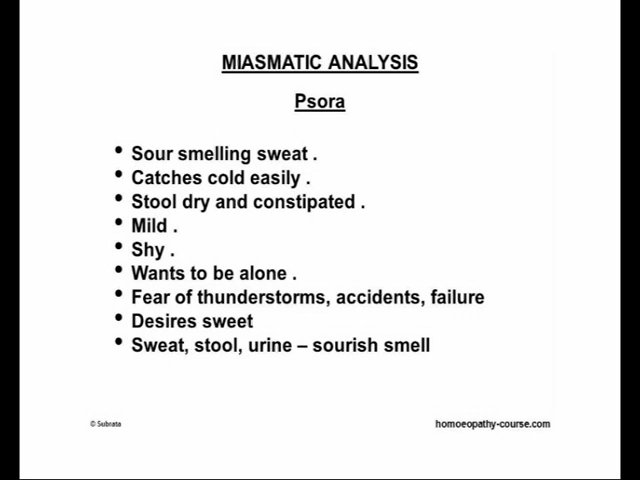 MIASMATIC ANALYSIS
Psora
• Sour smelling sweat .
• Catches cold easily .
• Stool dry and constipated .
• Mild .
• Shy .
• Wants to be alone .
• Fear of thunderstorms, accidents, failure
• Desires sweet
• Sweat, stool, urine – sourish smell
© Subrata
homoeopathy-course.com